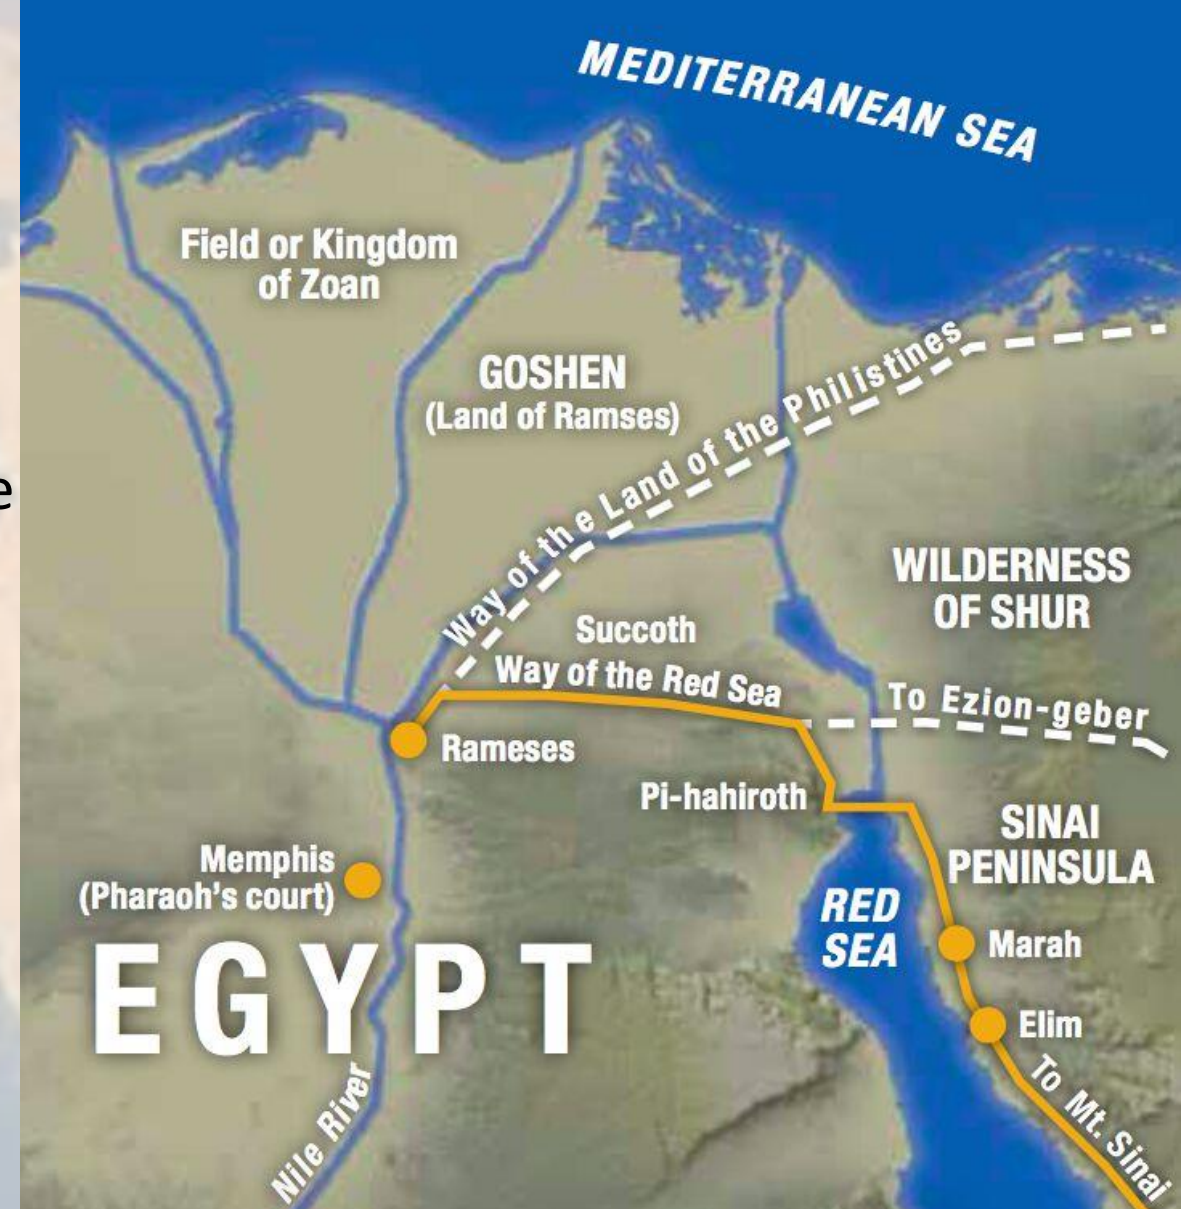 MEDITERRANEAN SEA
Field or Kingdom
of Zoan
GOSHEN
(Land of Ramses)
Way of the Land of the Philistines
e
WILDERNESS
OF SHUR
Succoth
Way of the Red Sea
To Ezion-geber
Rameses
Pi-hahiroth
SINAI
PENINSULA
Memphis
(Pharaoh's court)
RED
SEA
Marah
EGYPT
Elim
To Mt. Sinai
Nile River